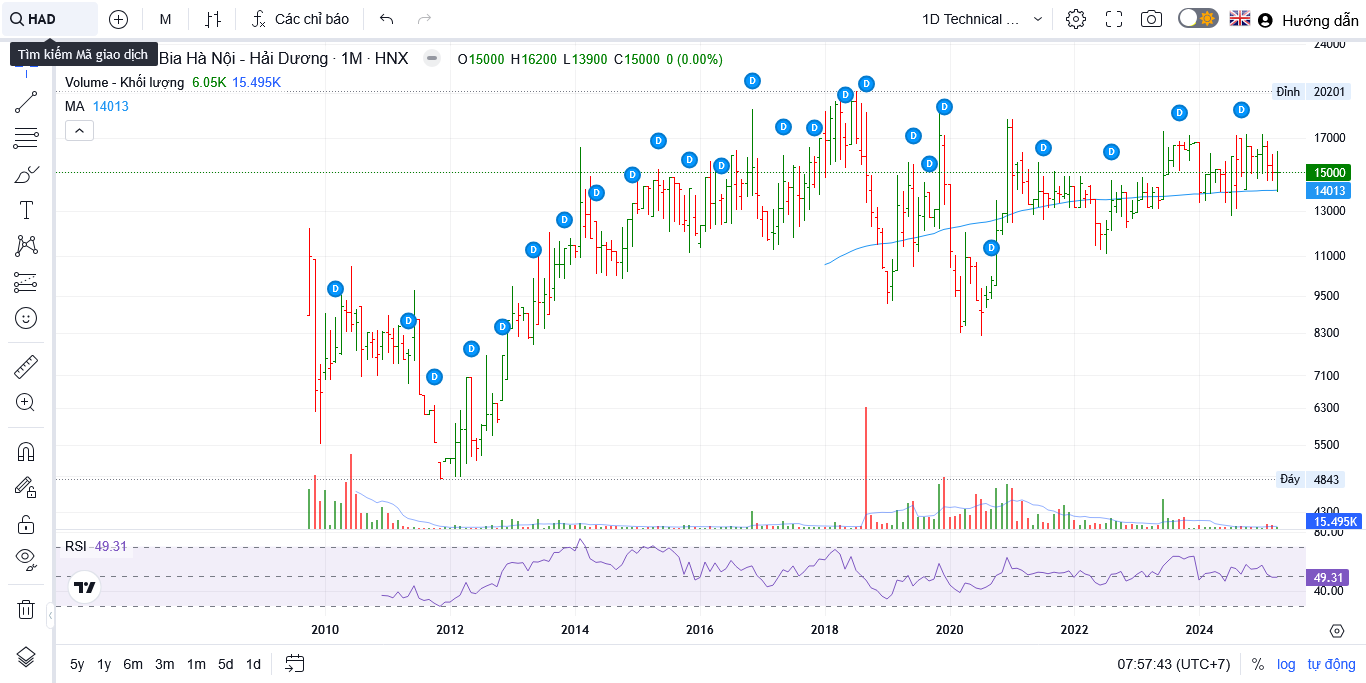 HAD
M
Các chỉ báo
1D Technical ...
Hướng dẫn
Tìm kiếm Mã giao dịch
Bia Hà Nội - Hải Dương · 1M · HNX
O15000 H16200 L13900 C15000 0 (0.00%)
Volume - Khối lượng 6.05K 15.495K
MA 14013
24000
Đỉnh 20201
17000
15000
14013
13000
11000
9500
8300
7100
6300
5500
Đáy 4843
4300
15.495K
80.00
RSI 49.31
49.31
40.00
D D D D D D D D D D D D D D D D D D D D D D D D D
2010 2012 2014 2016 2018 2020 2022 2024
5y 1y 6m 3m 1m 5d 1d
07:57:43 (UTC+7)
% log tự động